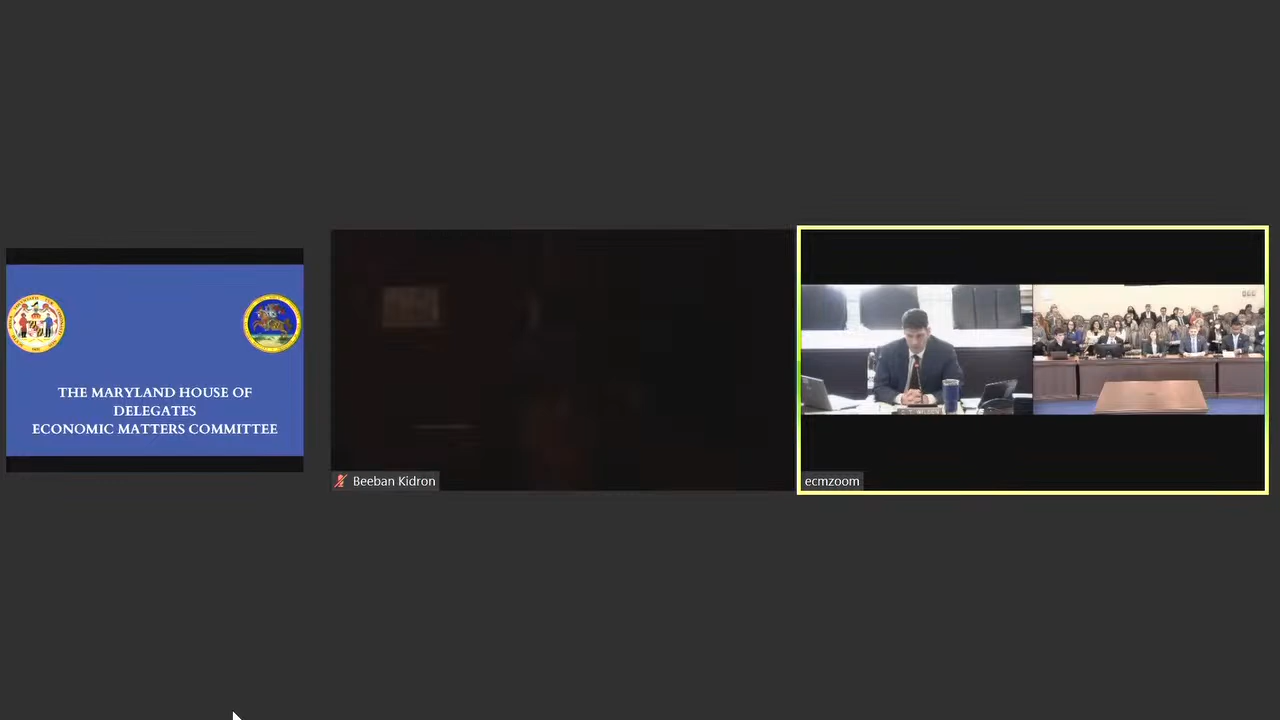 THE MARYLAND HOUSE OF
DELEGATES
ECONOMIC MATTERS COMMITTEE
Beeban Kidron
ecmzoom